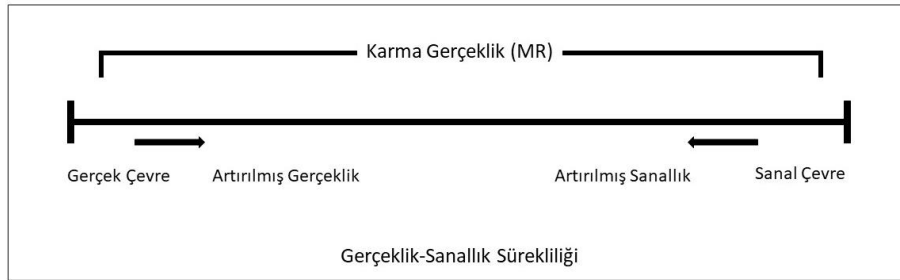 Karma Gerçeklik (MR)
Gerçek Çevre Artırılmış Gerçeklik Artırılmış Sanallık Sanal Çevre
Gerçeklik-Sanallık Sürekliliği